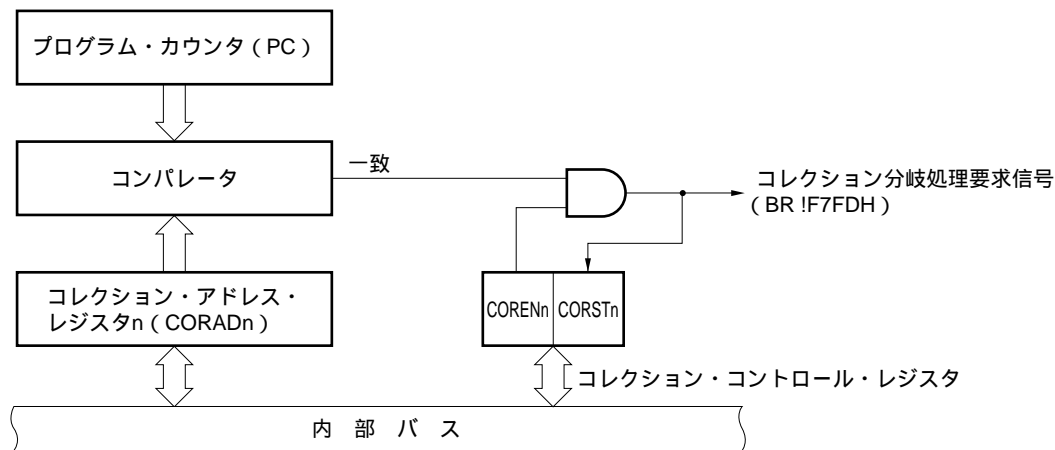 プログラム・カウンタ（PC）
コンパレータ
一致
コレクション分岐処理要求信号
（BR !F7FDH）
コレクション・アドレス・
レジスタn（CORADn）
CORENn
CORSTn
コレクション・コントロール・レジスタ
内 部 バ ス